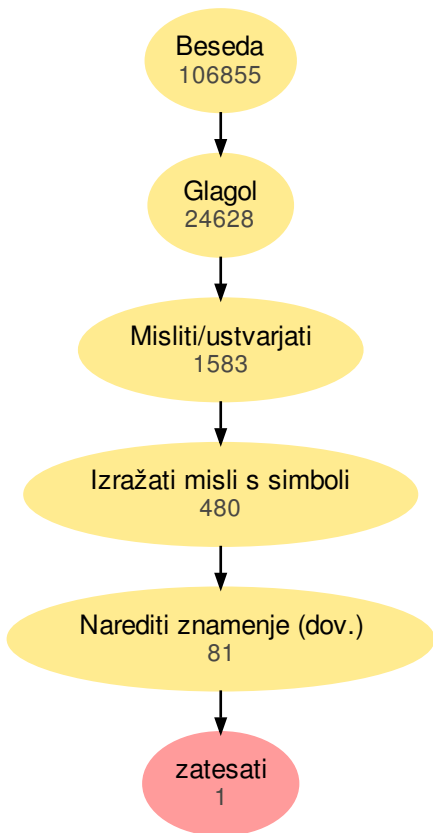 Beseda
106855
Glagol
24628
Misliti/ustvarjati
1583
Izražati misli s simboli
480
Narediti znamenje (dov.)
81
zatesati
1